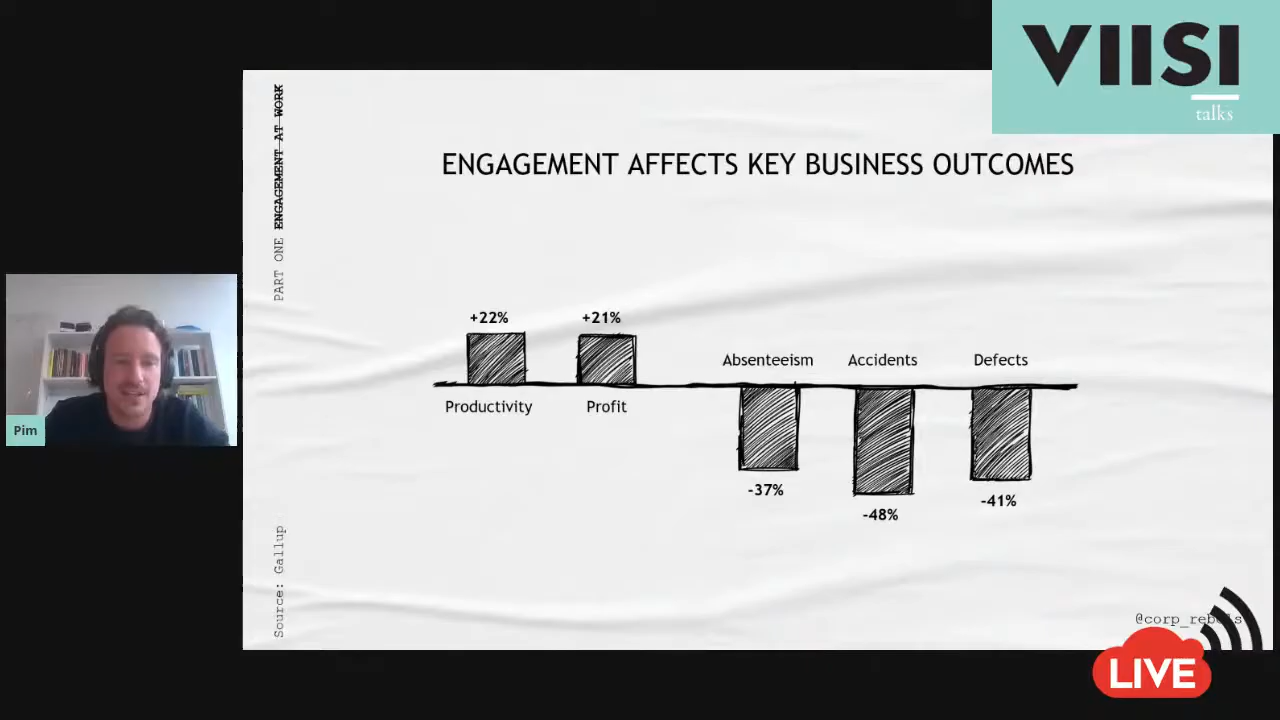 VIISI
talks
PART ONE ENGAGEMENT AT WORK
ENGAGEMENT AFFECTS KEY BUSINESS OUTCOMES
+22%
+21%
Absenteeism
Accidents
Defects
Productivity
Profit
Pim
-37%
-48%
-41%
Source: Gallup
@corp_rebels
LIVE